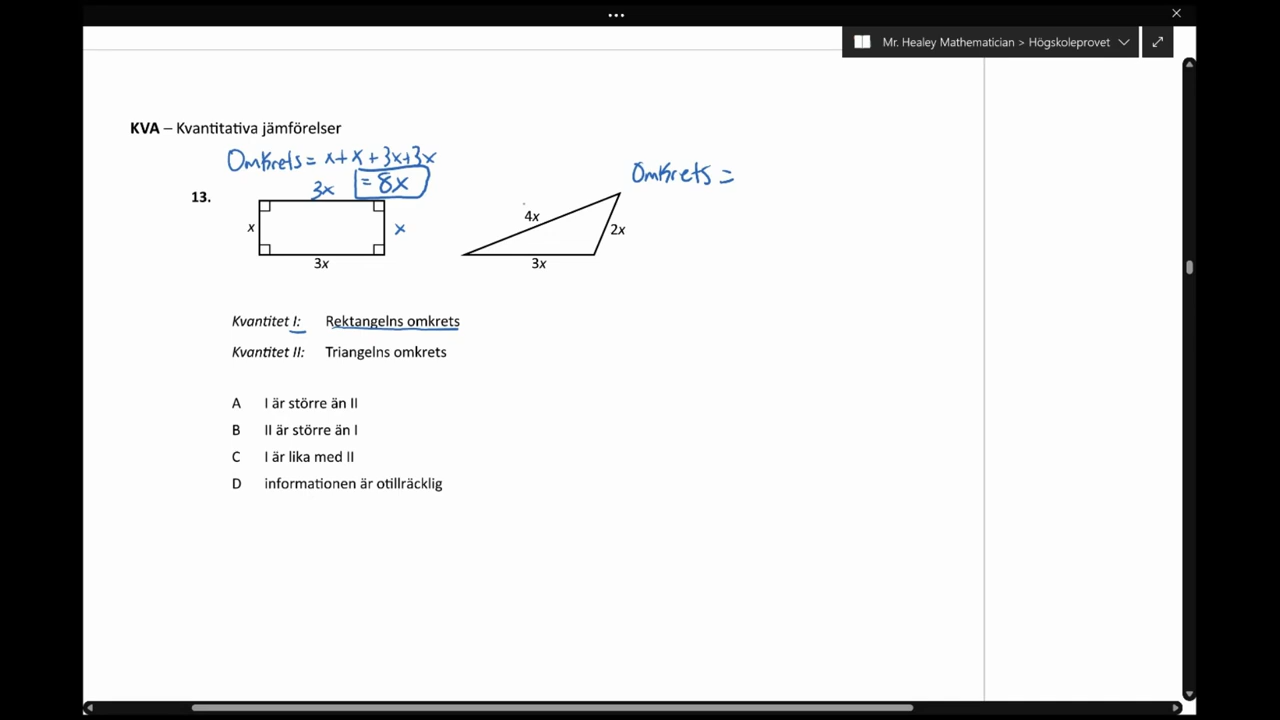 Mr. Healey Mathematician > Högskoleprovet
KVA – Kvantitativa jämförelser
Omkrets = x+x+3x+3x
= 8x
Omkrets =
13.
3x
x
x
3x
4x
2x
3x
Kvantitet I: Rektangelns omkrets
Kvantitet II: Triangelns omkrets
A I är större än II
B II är större än I
C I är lika med II
D informationen är otillräcklig